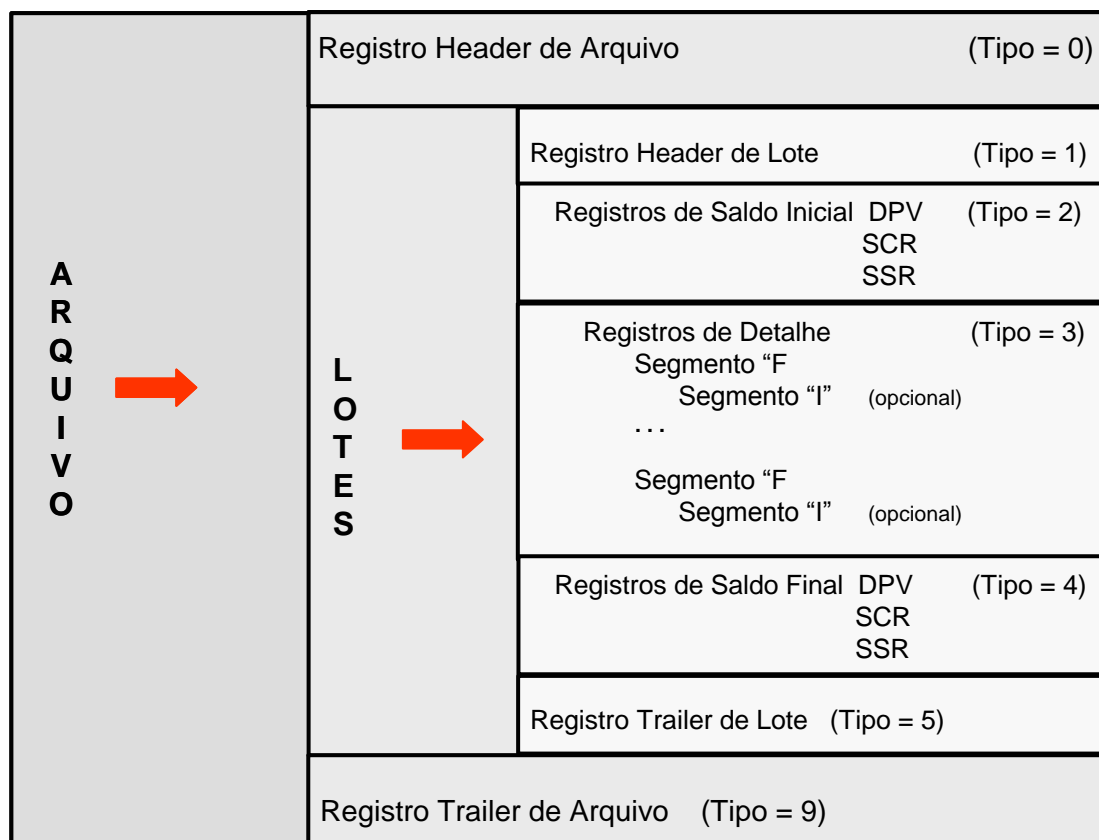 Registro Header de Arquivo (Tipo = 0)
ARQUIVO
LOTES
Registro Header de Lote (Tipo = 1)
Registros de Saldo Inicial DPV (Tipo = 2)
SCR
SSR
Registros de Detalhe (Tipo = 3)
Segmento “F
Segmento “I” (opcional)
. . .
Segmento “F
Segmento “I” (opcional)
Registros de Saldo Final DPV (Tipo = 4)
SCR
SSR
Registro Trailer de Lote (Tipo = 5)
Registro Trailer de Arquivo (Tipo = 9)